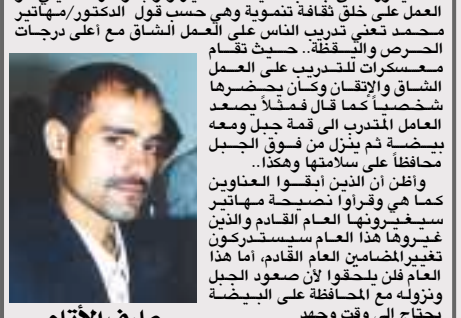 العمل على خلق ثقافة تنموية وهي حسب قول الدكتور/مهاتير
محمد تعني تدريب الناس على العمل الشاق مع أعلى درجات
الحرص واليقظة.. حيث تقام
معسكرات للتدريب على العمل
الشاق والإتقان وكان يحضرها
شخصياً كما قال فمثلاً يصعد
العامل المتدرب الى قمة جبل ومعه
بيضة ثم ينزل من فوق الجبل
محافظاً على سلامتها وهكذا..
وأظن أن الذين أبقوا العناوين
كما هي وقرأوا نصيحة مهاتير
سيغيرونها العام القادم والذين
غيروها هذا العام سيستدركون
تغيير المضامين العام القادم، أما هذا
العام فلن يلحقوا لأن صعود الجبل
ونزوله مع المحافظة على البيضة
يحتاج إلى وقت وجهد